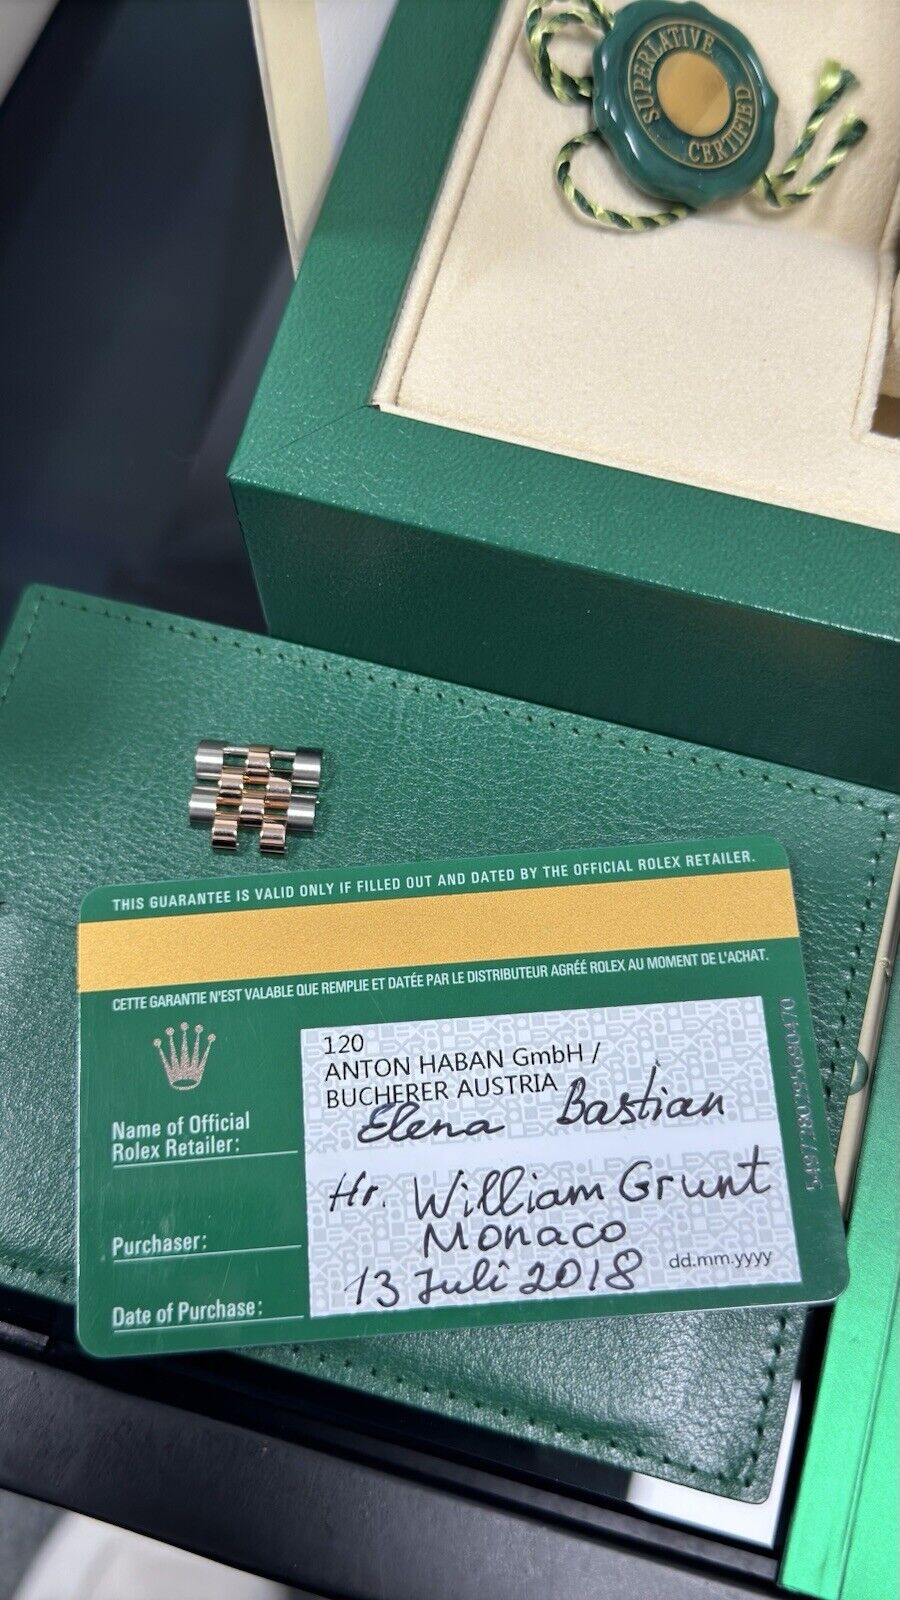 SUPERLATIVE
CERTIFIED
THIS GUARANTEE IS VALID ONLY IF FILLED OUT AND DATED BY THE OFFICIAL ROLEX RETAILER.
CETTE GARANTIE N'EST VALABLE QUE REMPLIE ET DATÉE PAR LE DISTRIBUTEUR AGRÉÉ ROLEX AU MOMENT DE L'ACHAT.
120
ANTON HABAN GmbH /
BUCHERER AUSTRIA
Elena Bastian
Name of Official
Rolex Retailer:
Hr. William Grunt
Monaco
Purchaser:
13 Juli 2018 dd.mm.yyyy
Date of Purchase: